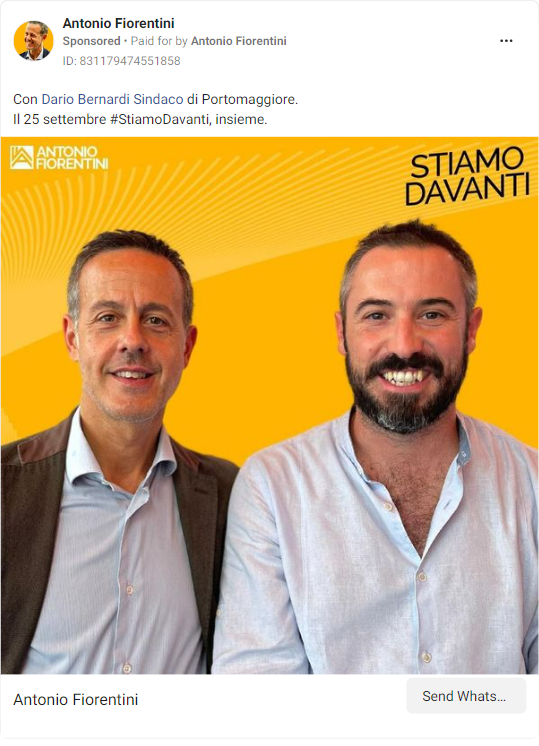 Antonio Fiorentini
Sponsored • Paid for by Antonio Fiorentini
ID: 831179474551858
Con Dario Bernardi Sindaco di Portomaggiore.
Il 25 settembre #StiamoDavanti, insieme.
ANTONIO
FIORENTINI
STIAMO
DAVANTI
Antonio Fiorentini
Send Whats...